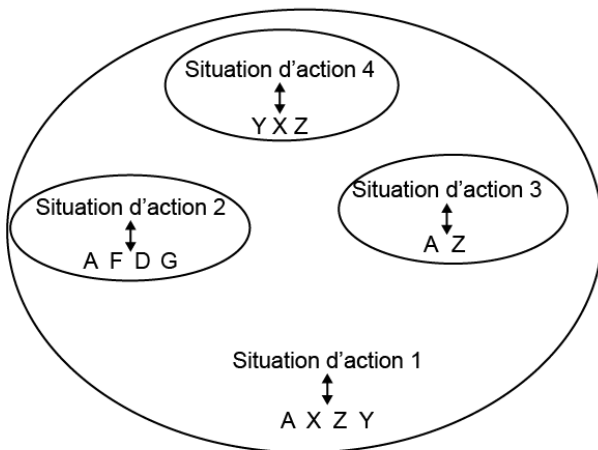 Situation d’action 4
Y X Z
Situation d’action 2
A F D G
Situation d’action 3
A Z
Situation d’action 1
A X Z Y